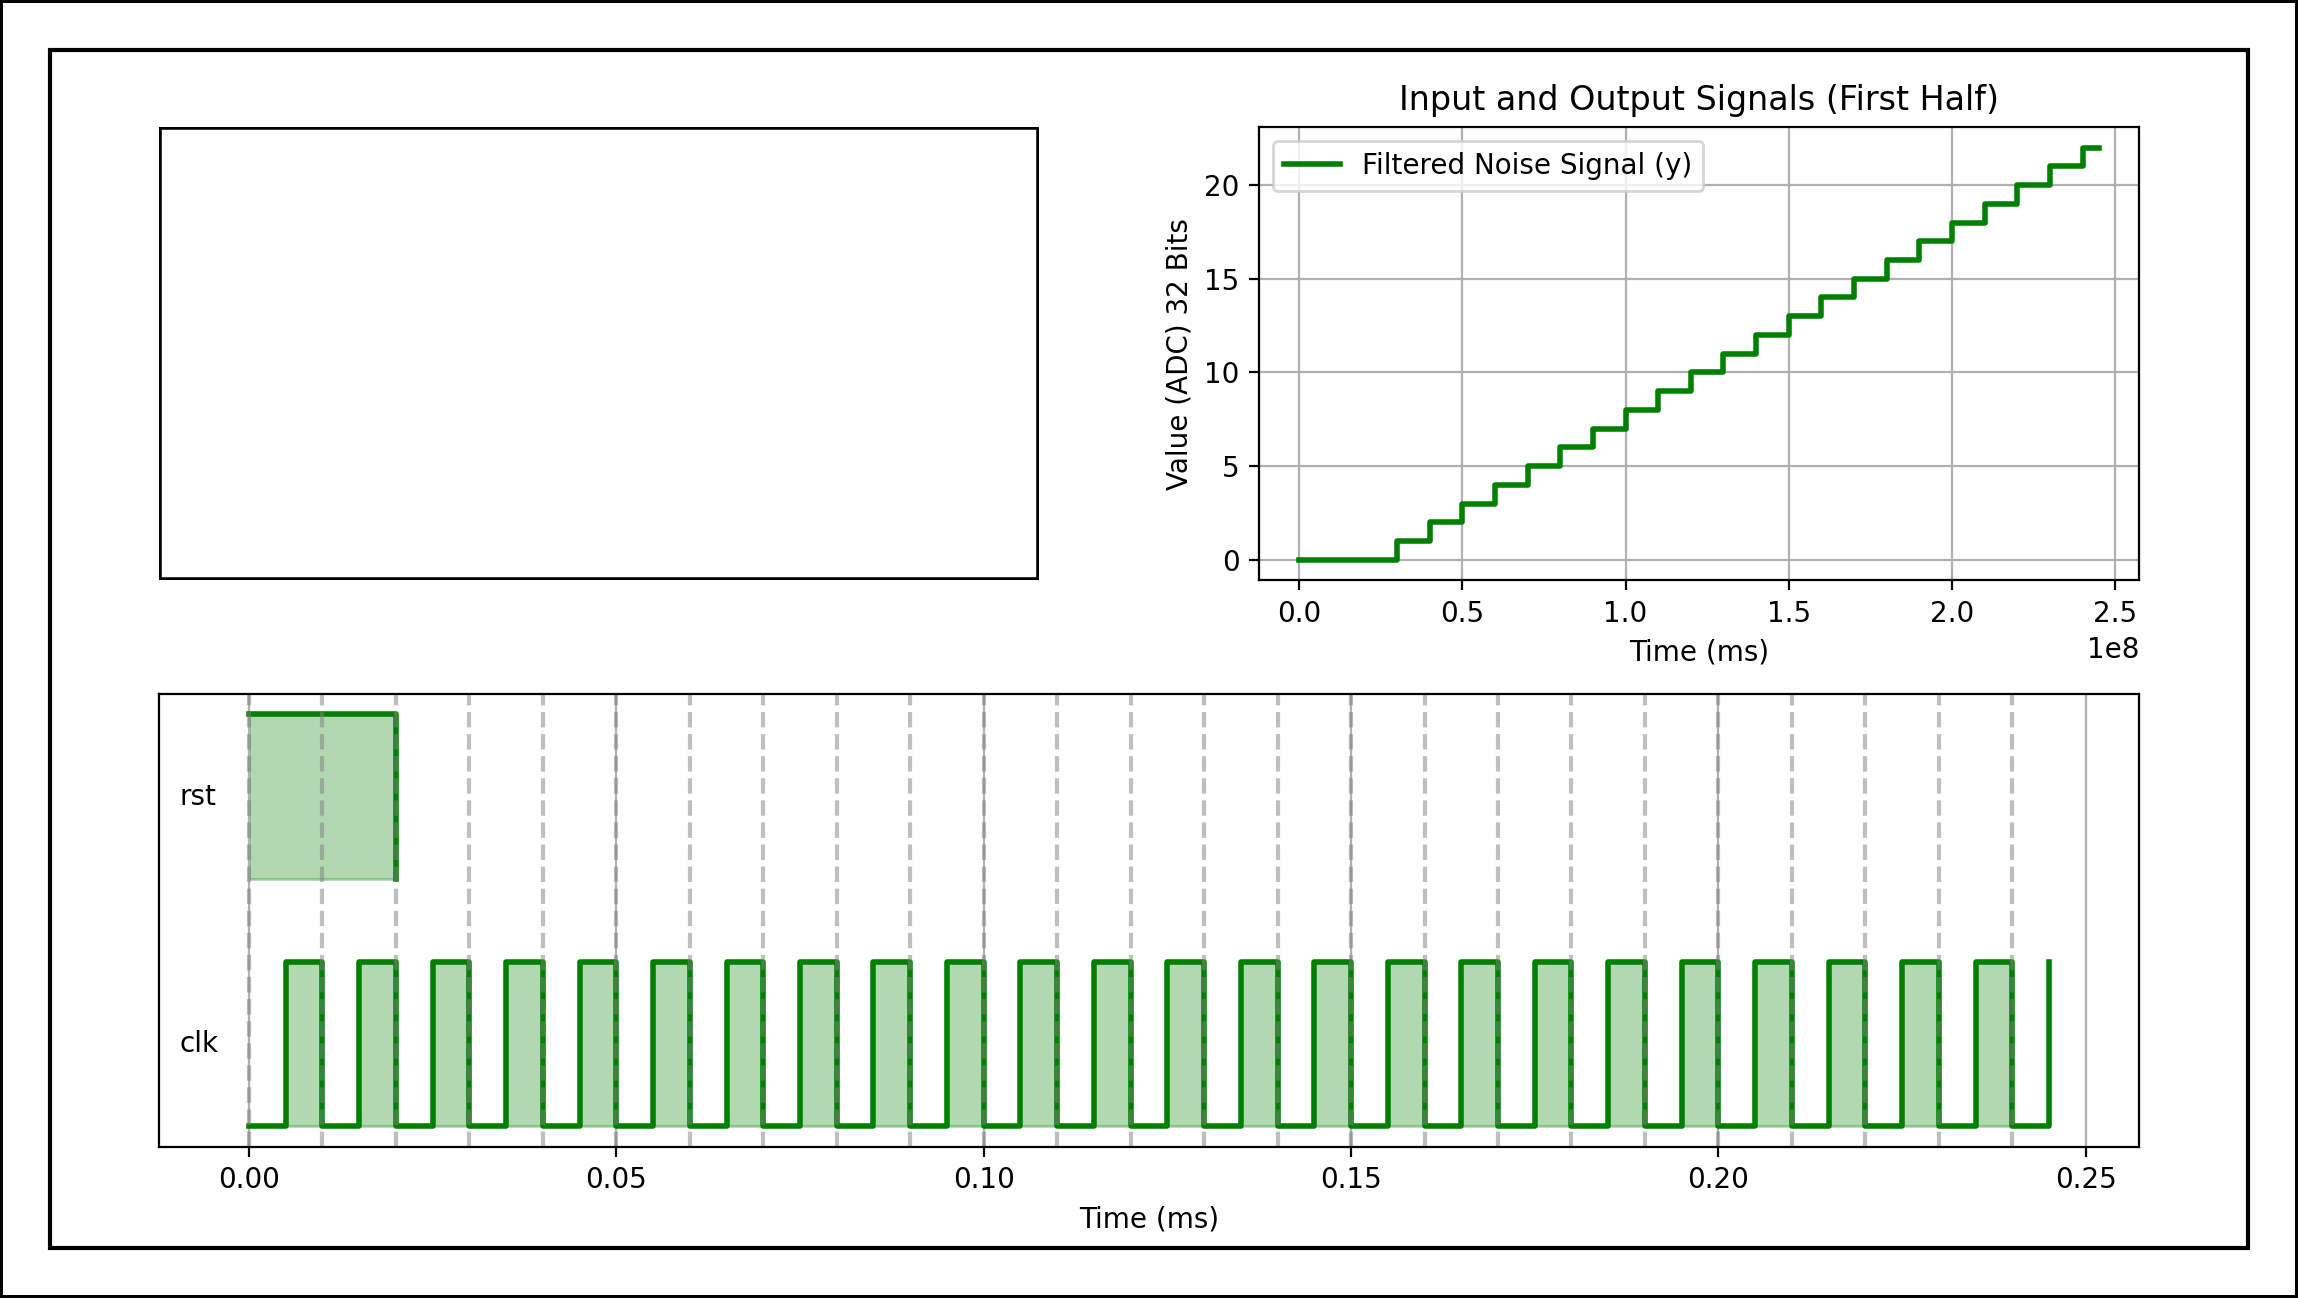 Input and Output Signals (First Half)
Filtered Noise Signal (y)
Value (ADC) 32 Bits
20
15
10
5
0
0.0 0.5 1.0 1.5 2.0 2.5
1e8
Time (ms)
rst
clk
0.00 0.05 0.10 0.15 0.20 0.25
Time (ms)